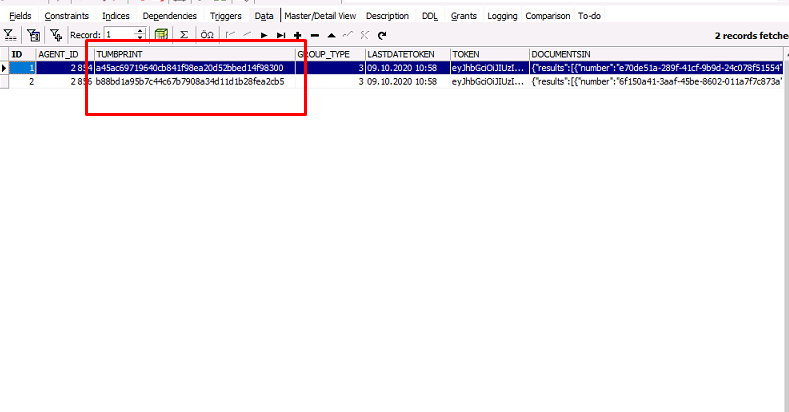 Fields Constraints Indices Dependencies Triggers Data Master/Detail View Description DDL Grants Logging Comparison To-do
Record: 1 2 records fetche
ID AGENT_ID TUMBPRINT GROUP_TYPE LASTDATETOKEN TOKEN DOCUMENTSIN
1 2 854 a45ac69719640cb841f98ea20d52bbed14f98300 3 09.10.2020 10:58 eyJhbGciOiJIUzI... {"results":[{"number":"e70de51a-289f-41cf-9b9d-24c078f51554"
2 2 856 b88bd1a95b7c44c67b7908a34d11d1b28fea2cb5 3 09.10.2020 10:58 eyJhbGciOiJIUzI... {"results":[{"number":"6f150a41-3aaf-45be-8602-011a7f7c873a"